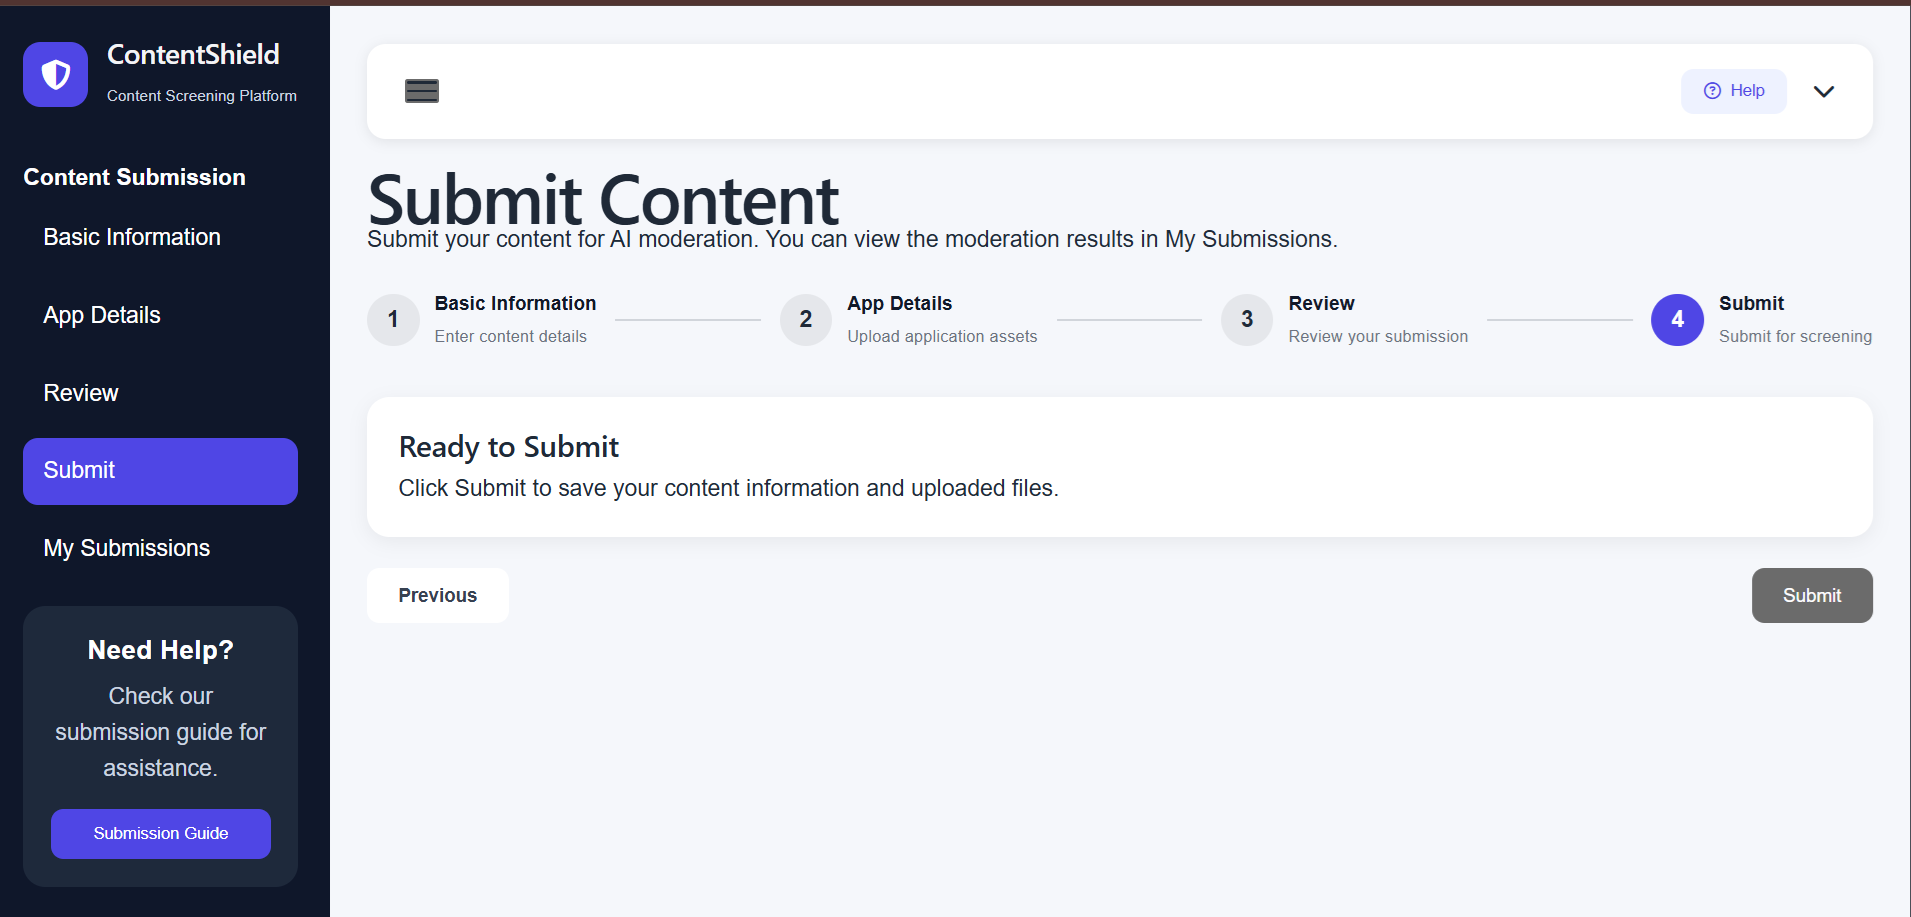 ContentShield
Content Screening Platform
Content Submission
Basic Information
App Details
Review
Submit
My Submissions
Need Help?
Check our
submission guide for
assistance.
Submission Guide
Help
Submit Content
Submit your content for AI moderation. You can view the moderation results in My Submissions.
1
Basic Information
Enter content details
2
App Details
Upload application assets
3
Review
Review your submission
4
Submit
Submit for screening
Ready to Submit
Click Submit to save your content information and uploaded files.
Previous
Submit